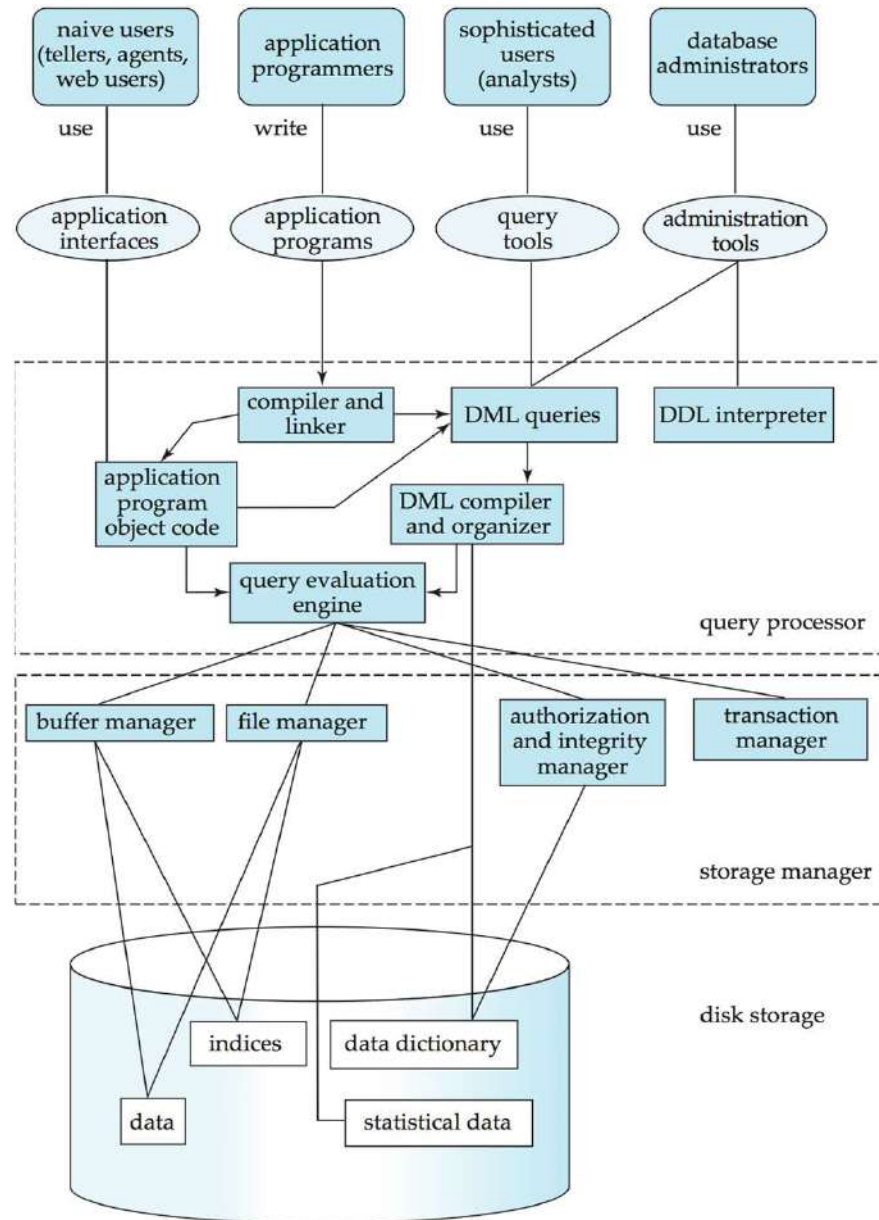 naive users
(tellers, agents,
web users)
application
programmers
sophisticated
users
(analysts)
database
administrators
use
write
use
use
application
interfaces
application
programs
query
tools
administration
tools
compiler and
linker
DML queries
DDL interpreter
application
program
object code
DML compiler
and organizer
query evaluation
engine
query processor
buffer manager
file manager
authorization
and integrity
manager
transaction
manager
storage manager
disk storage
indices
data dictionary
data
statistical data